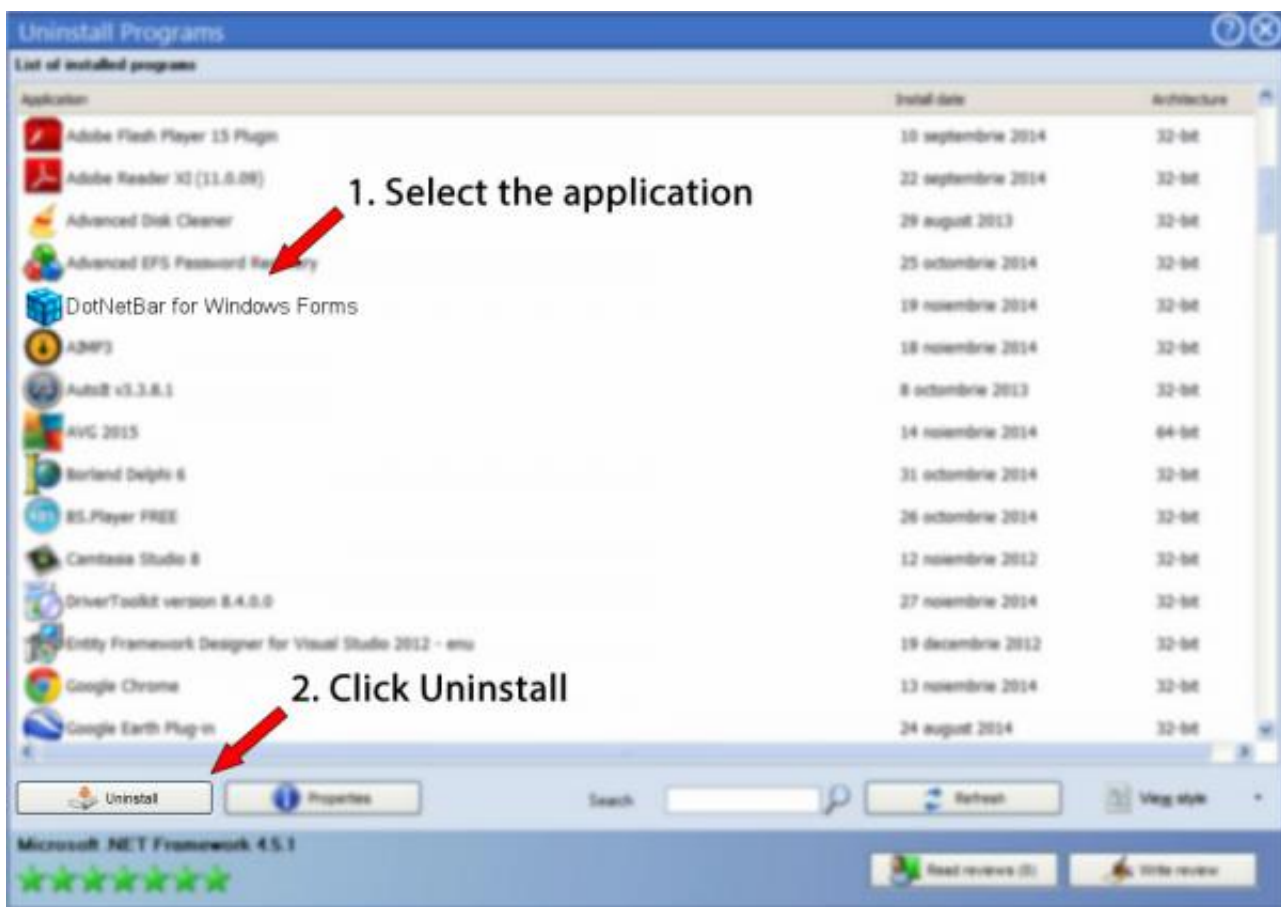 Uninstall Programs
List of installed programs
Application Install date Architecture
Adobe Flash Player 15 Plugin 10 septembrie 2014 32-bit
Adobe Reader XI (11.0.09) 22 septembrie 2014 32-bit
1. Select the application
Advanced Disk Cleaner 29 august 2013 32-bit
Advanced EFS Password 25 octombrie 2014 32-bit
DotNetBar for Windows Forms 19 noiembrie 2014 32-bit
AIMP3 18 noiembrie 2014 32-bit
AutoIt v3.3.8.1 8 octombrie 2013 32-bit
AVG 2015 14 noiembrie 2014 64-bit
Borland Delphi 6 31 octombrie 2014 32-bit
BS.Player FREE 26 octombrie 2014 32-bit
Camtasia Studio 8 12 noiembrie 2012 32-bit
DriverToolkit version 8.4.0.0 27 noiembrie 2014 32-bit
Entity Framework Designer for Visual Studio 2012 - enu 19 decembrie 2012 32-bit
Google Chrome 13 noiembrie 2014 32-bit
2. Click Uninstall
Google Earth Plug-in 24 august 2014 32-bit
Uninstall Properties Search Refresh View style
Microsoft .NET Framework 4.5.1
Read reviews (0) Write review